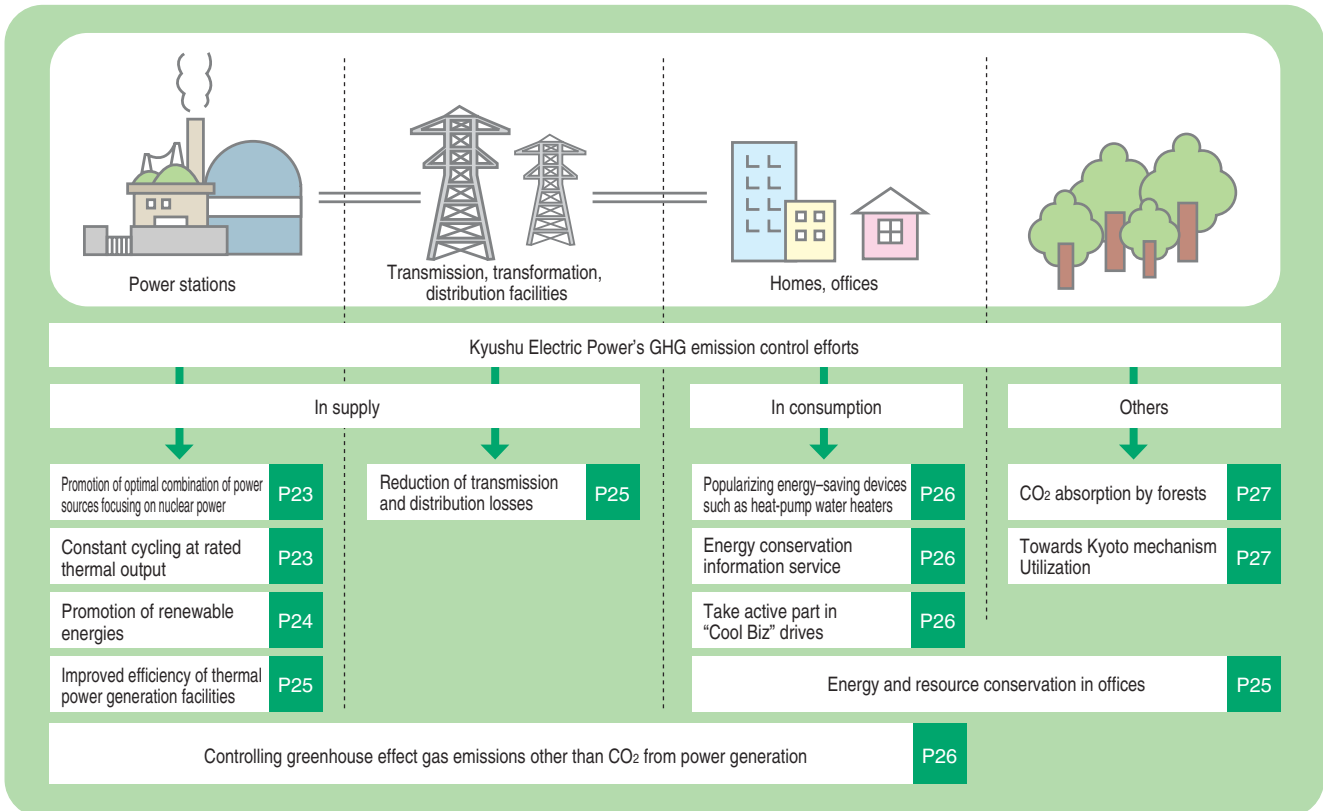 Power stations
Transmission, transformation,
distribution facilities
Homes, offices
Kyushu Electric Power's GHG emission control efforts
In supply
In consumption
Others
Promotion of optimal combination of power
sources focusing on nuclear power
P23
Constant cycling at rated
thermal output
P23
Promotion of renewable
energies
P24
Improved efficiency of thermal
power generation facilities
P25
Reduction of transmission
and distribution losses
P25
Popularizing energy–saving devices
such as heat-pump water heaters
P26
Energy conservation
information service
P26
Take active part in
“Cool Biz” drives
P26
CO₂ absorption by forests
P27
Towards Kyoto mechanism
Utilization
P27
Energy and resource conservation in offices
P25
Controlling greenhouse effect gas emissions other than CO₂ from power generation
P26